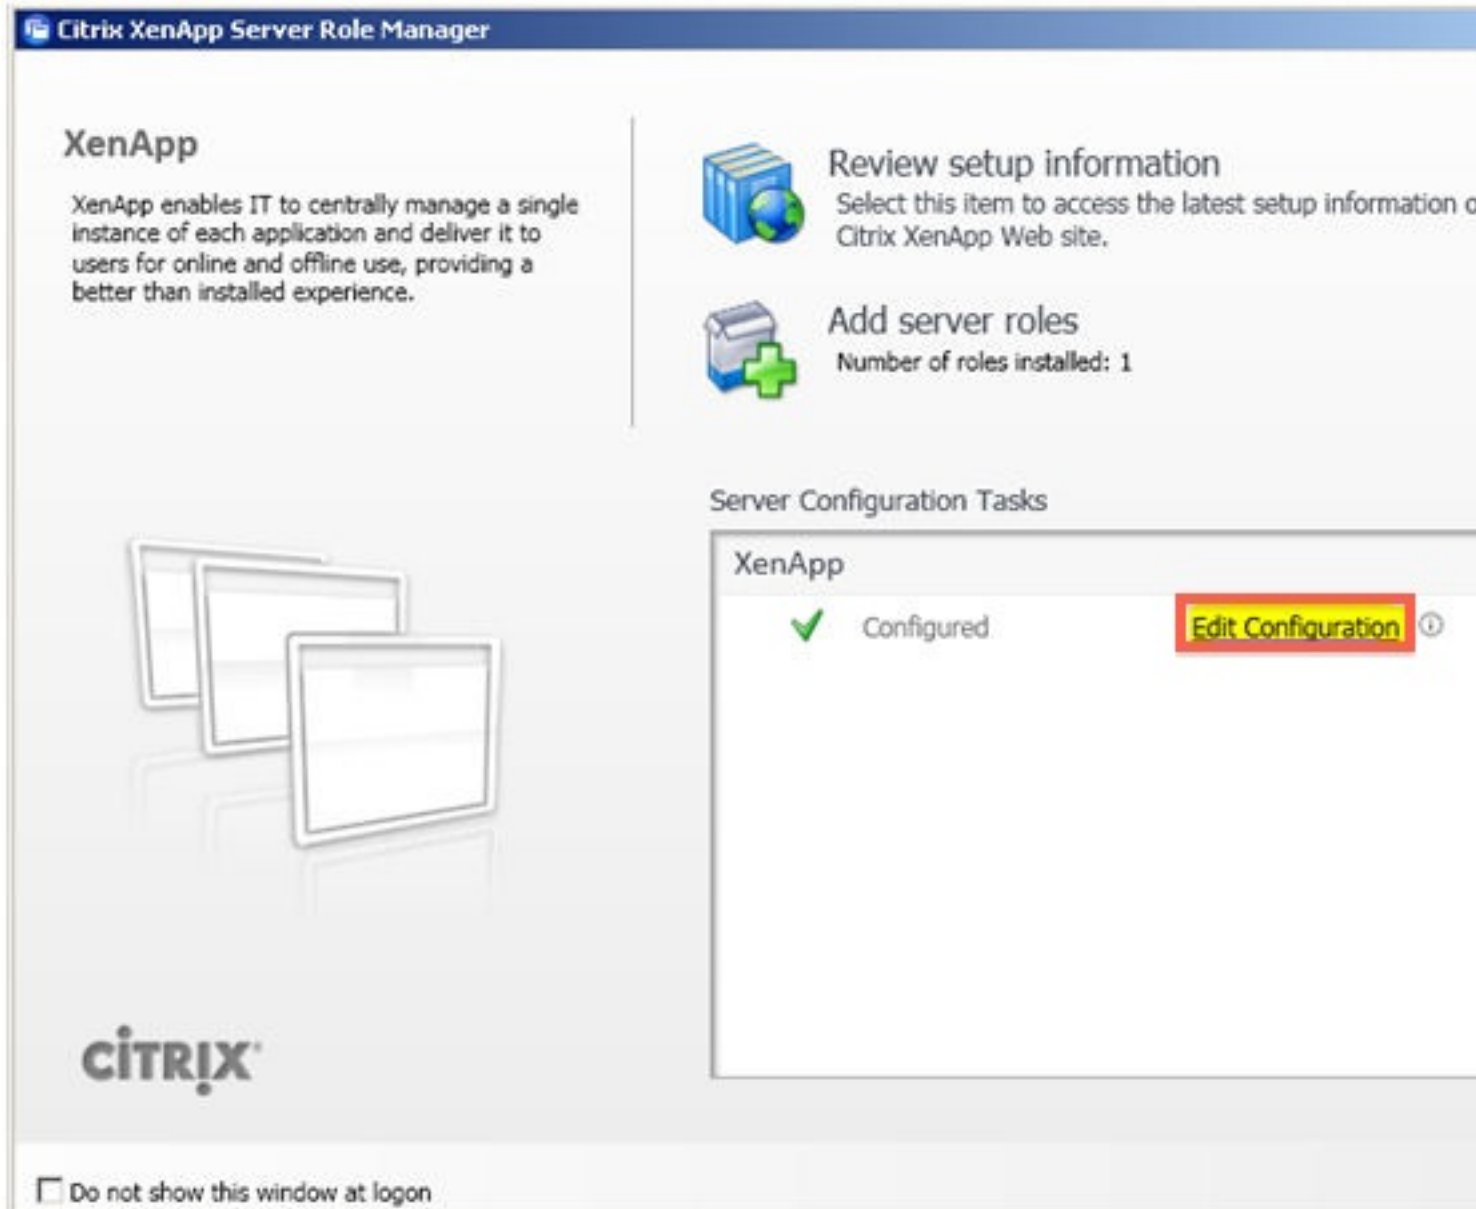 Citrix XenApp Server Role Manager
XenApp
XenApp enables IT to centrally manage a single
instance of each application and deliver it to
users for online and offline use, providing a
better than installed experience.
Review setup information
Select this item to access the latest setup information
Citrix XenApp Web site.
Add server roles
Number of roles installed: 1
Server Configuration Tasks
XenApp
Configured Edit Configuration
CITRIX
Do not show this window at logon